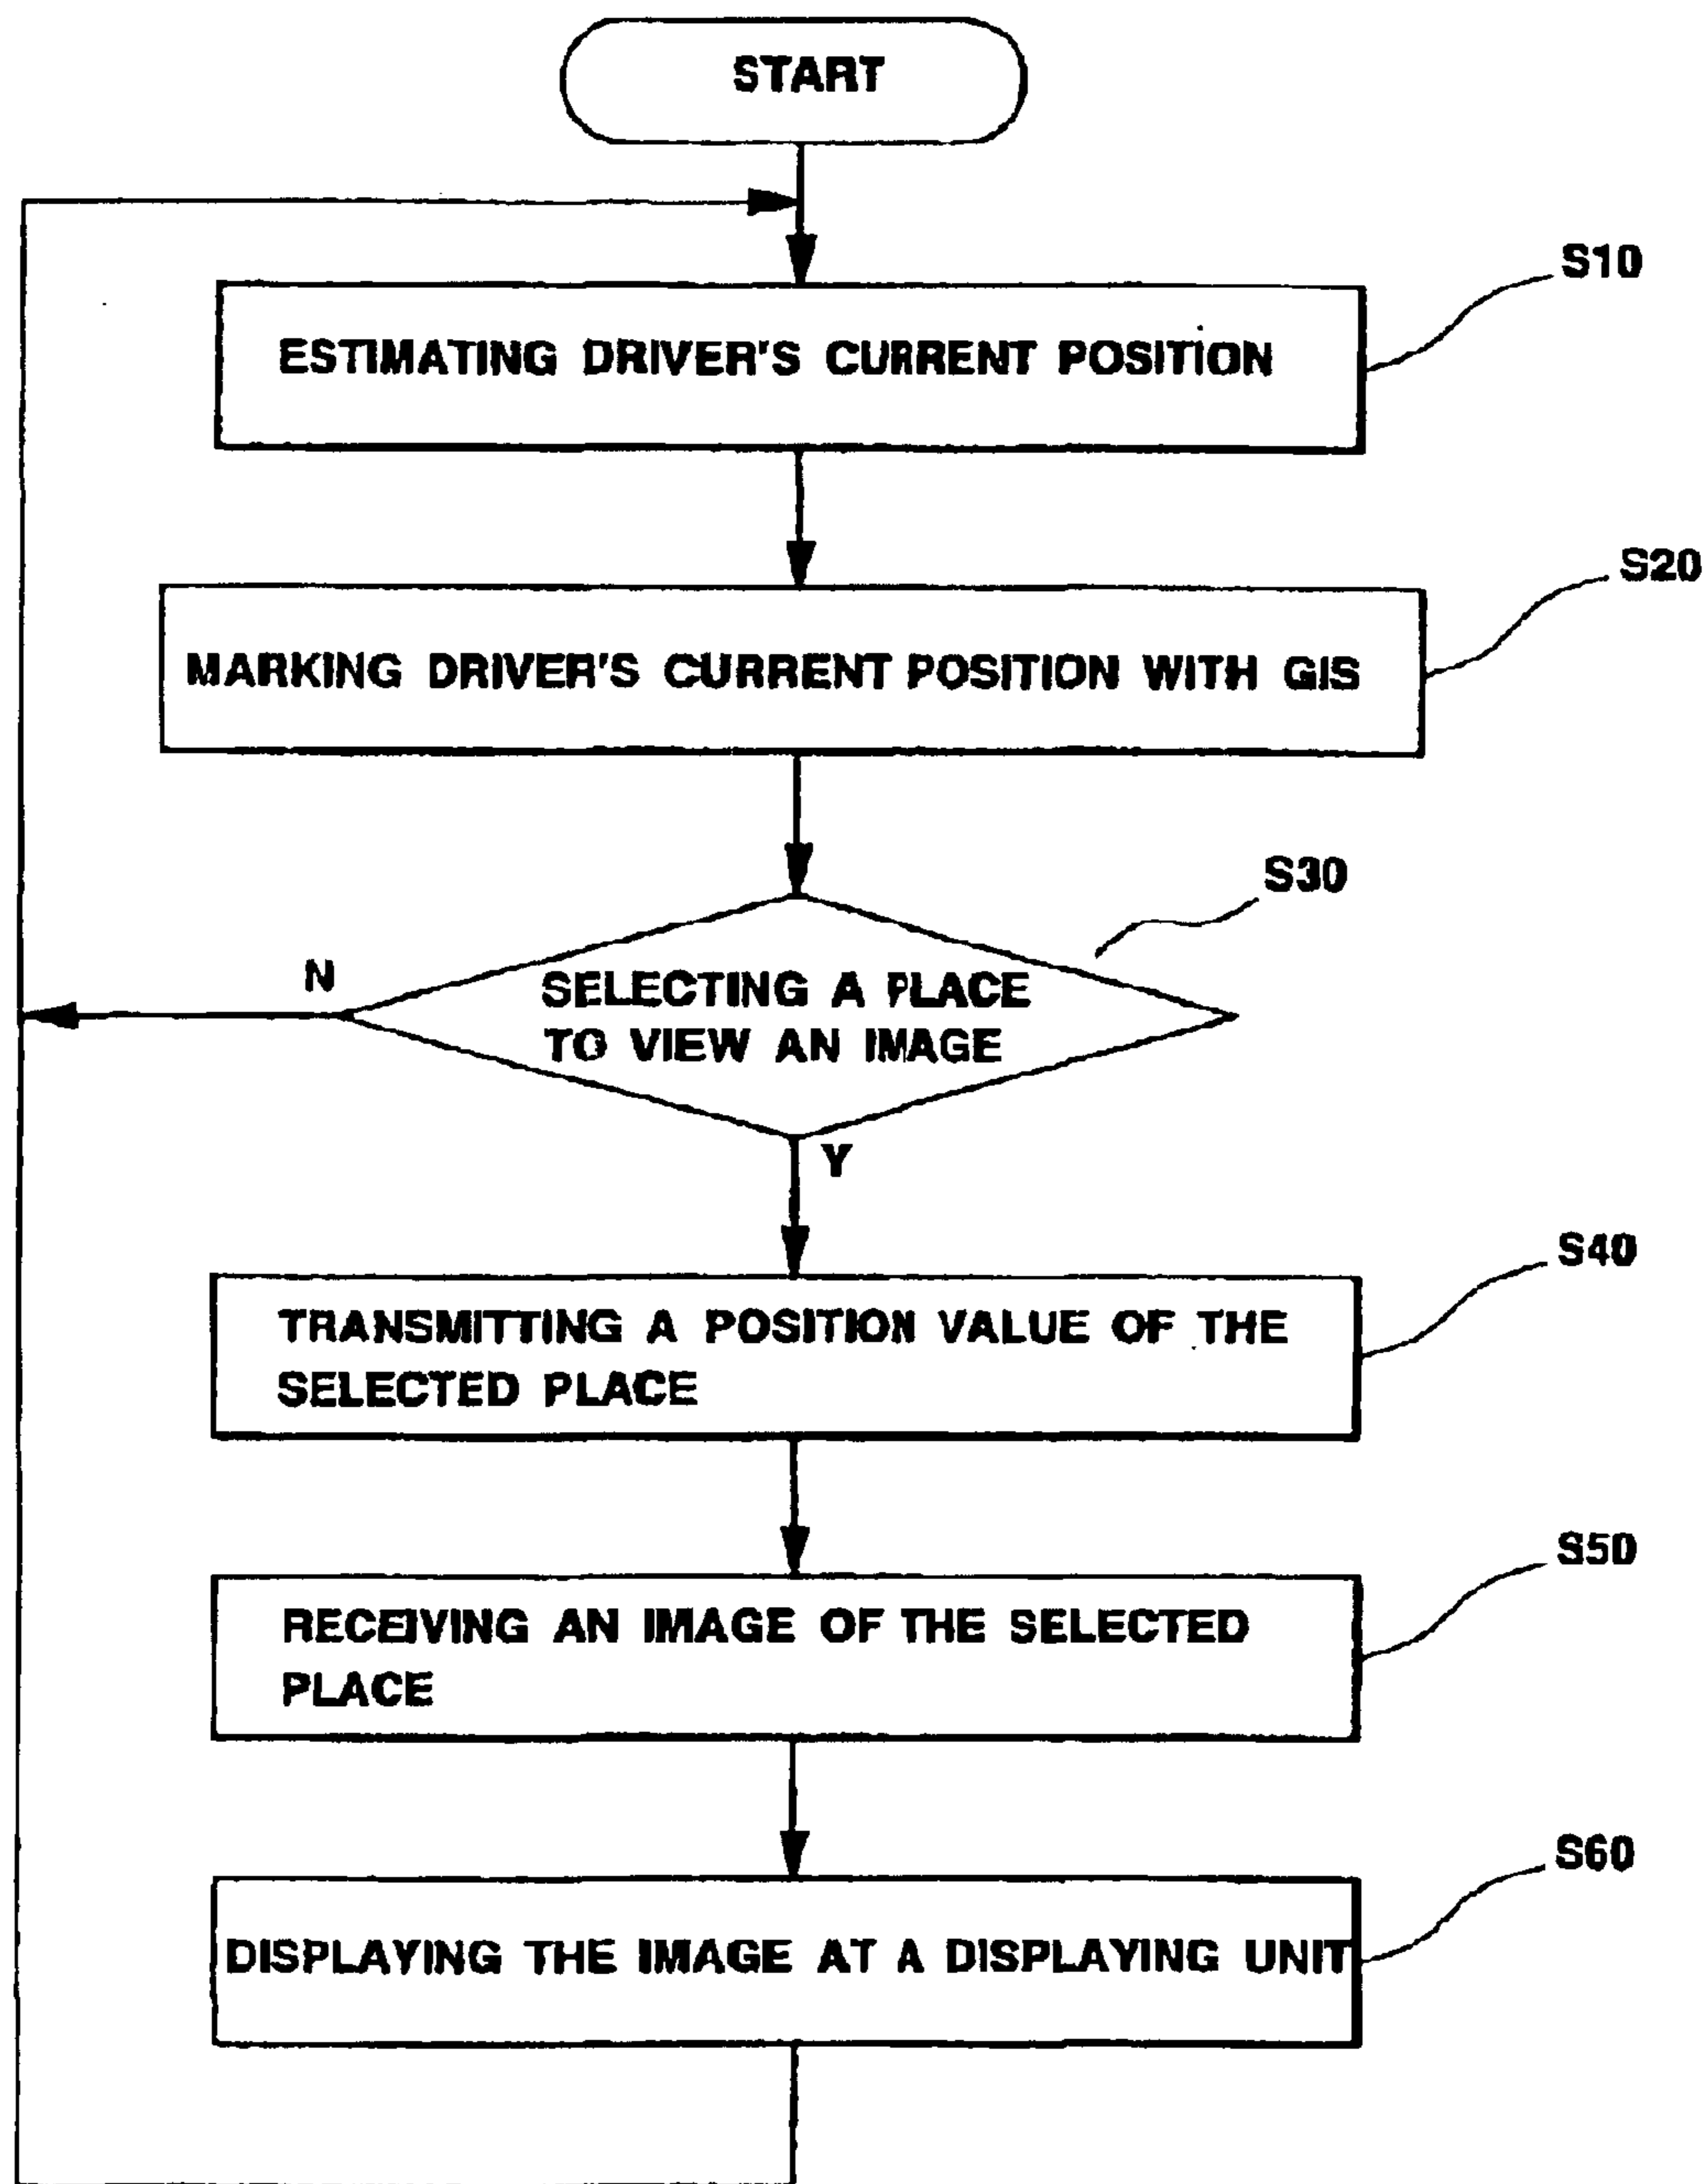 START
S10
ESTIMATING DRIVER'S CURRENT POSITION
S20
MARKING DRIVER'S CURRENT POSITION WITH GIS
S30
N
SELECTING A PLACE
TO VIEW AN IMAGE
Y
S40
TRANSMITTING A POSITION VALUE OF THE
SELECTED PLACE
S50
RECEIVING AN IMAGE OF THE SELECTED
PLACE
S60
DISPLAYING THE IMAGE AT A DISPLAYING UNIT